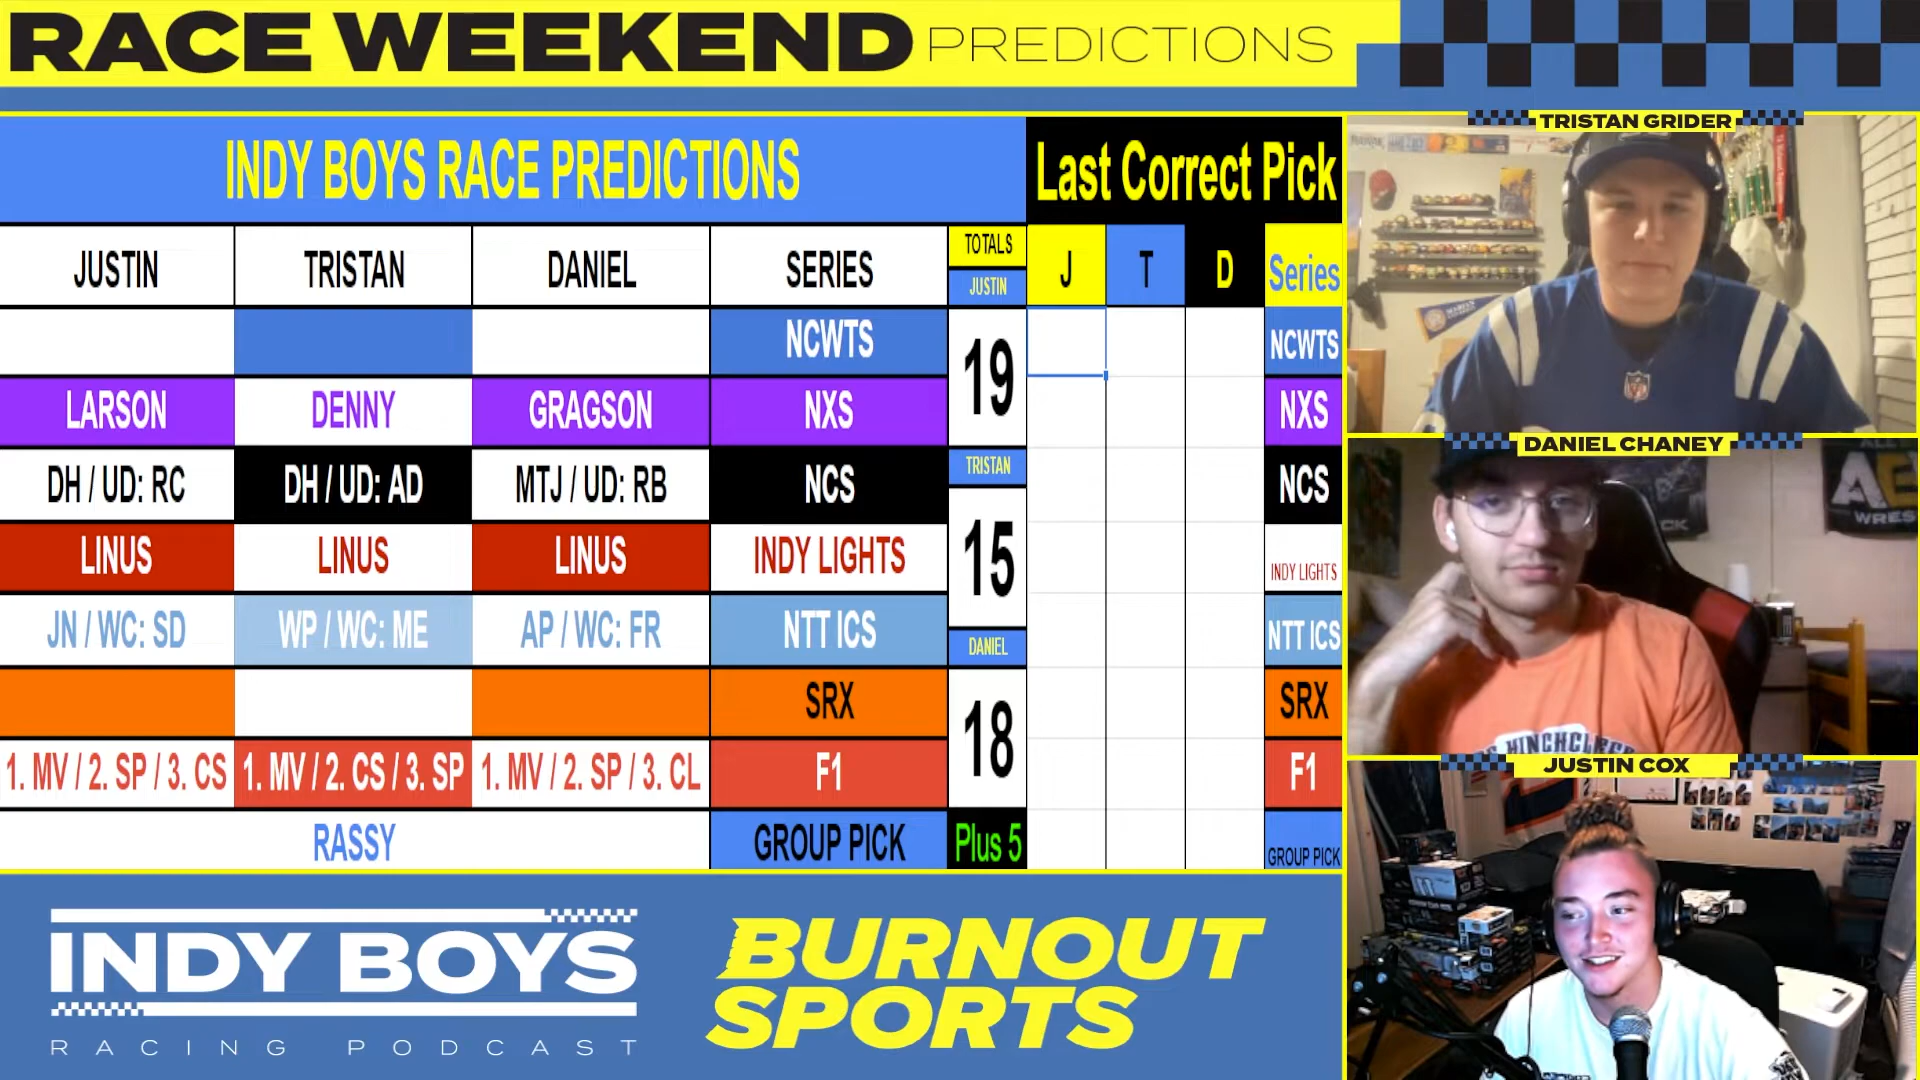 RACE WEEKEND PREDICTIONS
INDY BOYS RACE PREDICTIONS
Last Correct Pick
JUSTIN TRISTAN DANIEL SERIES TOTALS J T D Series
JUSTIN
NCWTS 19 NCWTS
LARSON DENNY GRAGSON NXS NXS
TRISTAN
DH / UD: RC DH / UD: AD MTJ / UD: RB NCS NCS
LINUS LINUS LINUS INDY LIGHTS 15 INDY LIGHTS
JN / WC: SD WP / WC: ME AP / WC: FR NTT ICS NTT ICS
DANIEL
SRX 18 SRX
1. MV / 2. SP / 3. CS 1. MV / 2. CS / 3. SP 1. MV / 2. SP / 3. CL F1 F1
RASSY GROUP PICK Plus 5 GROUP PICK
TRISTAN GRIDER
NFL
DANIEL CHANEY
WRES
HINCHCL
JUSTIN COX
INDY BOYS
RACING PODCAST
BURNOUT
SPORTS